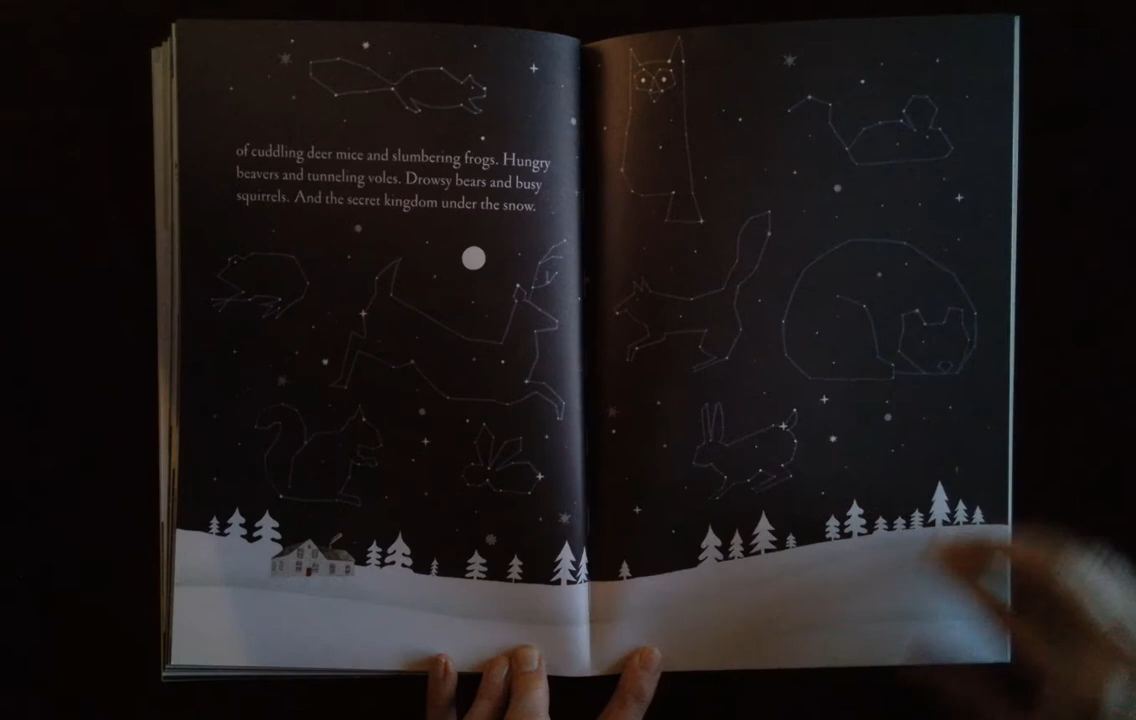 of cuddling deer mice and slumbering frogs. Hungry
beavers and tunneling voles. Drowsy bears and busy
squirrels. And the secret kingdom under the snow.